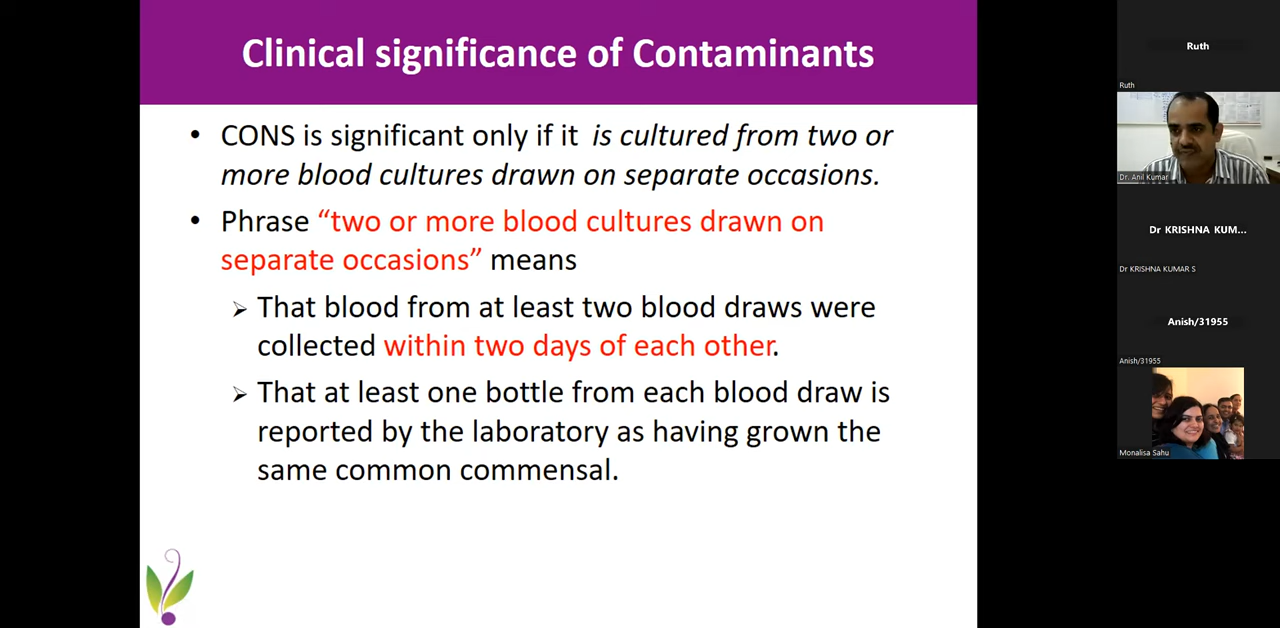 Clinical significance of Contaminants
• CONS is significant only if it is cultured from two or
more blood cultures drawn on separate occasions.
• Phrase “two or more blood cultures drawn on
separate occasions” means
➢ That blood from at least two blood draws were
collected within two days of each other.
➢ That at least one bottle from each blood draw is
reported by the laboratory as having grown the
same common commensal.
Ruth
Ruth
Dr. Anil Kumar
Dr KRISHNA KUM...
Dr KRISHNA KUMAR S
Anish/31955
Anish/31955
Monalisa Sahu